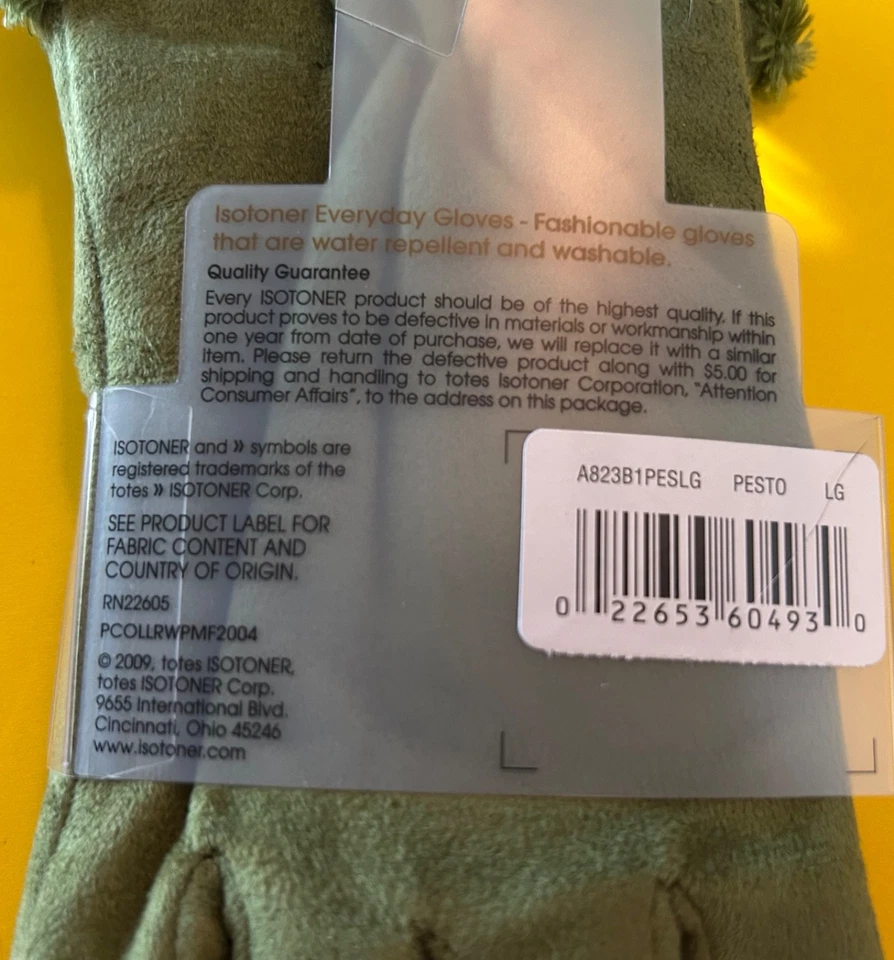 Isotoner Everyday Gloves - Fashionable gloves
that are water repellent and washable.
Quality Guarantee
Every ISOTONER product should be of the highest quality. If this
product proves to be defective in materials or workmanship within
one year from date of purchase, we will replace it with a similar
item. Please return the defective product along with $5.00 for
shipping and handling to totes Isotoner Corporation, "Attention
Consumer Affairs", to the address on this package.
ISOTONER and » symbols are
registered trademarks of the
totes » ISOTONER Corp.
SEE PRODUCT LABEL FOR
FABRIC CONTENT AND
COUNTRY OF ORIGIN.
RN22605
PCOLLRWPMF2004
© 2009, totes ISOTONER,
totes ISOTONER Corp.
9655 International Blvd.
Cincinnati, Ohio 45246
www.isotoner.com
A823B1PESLG PESTO LG
0 22653 60493 0